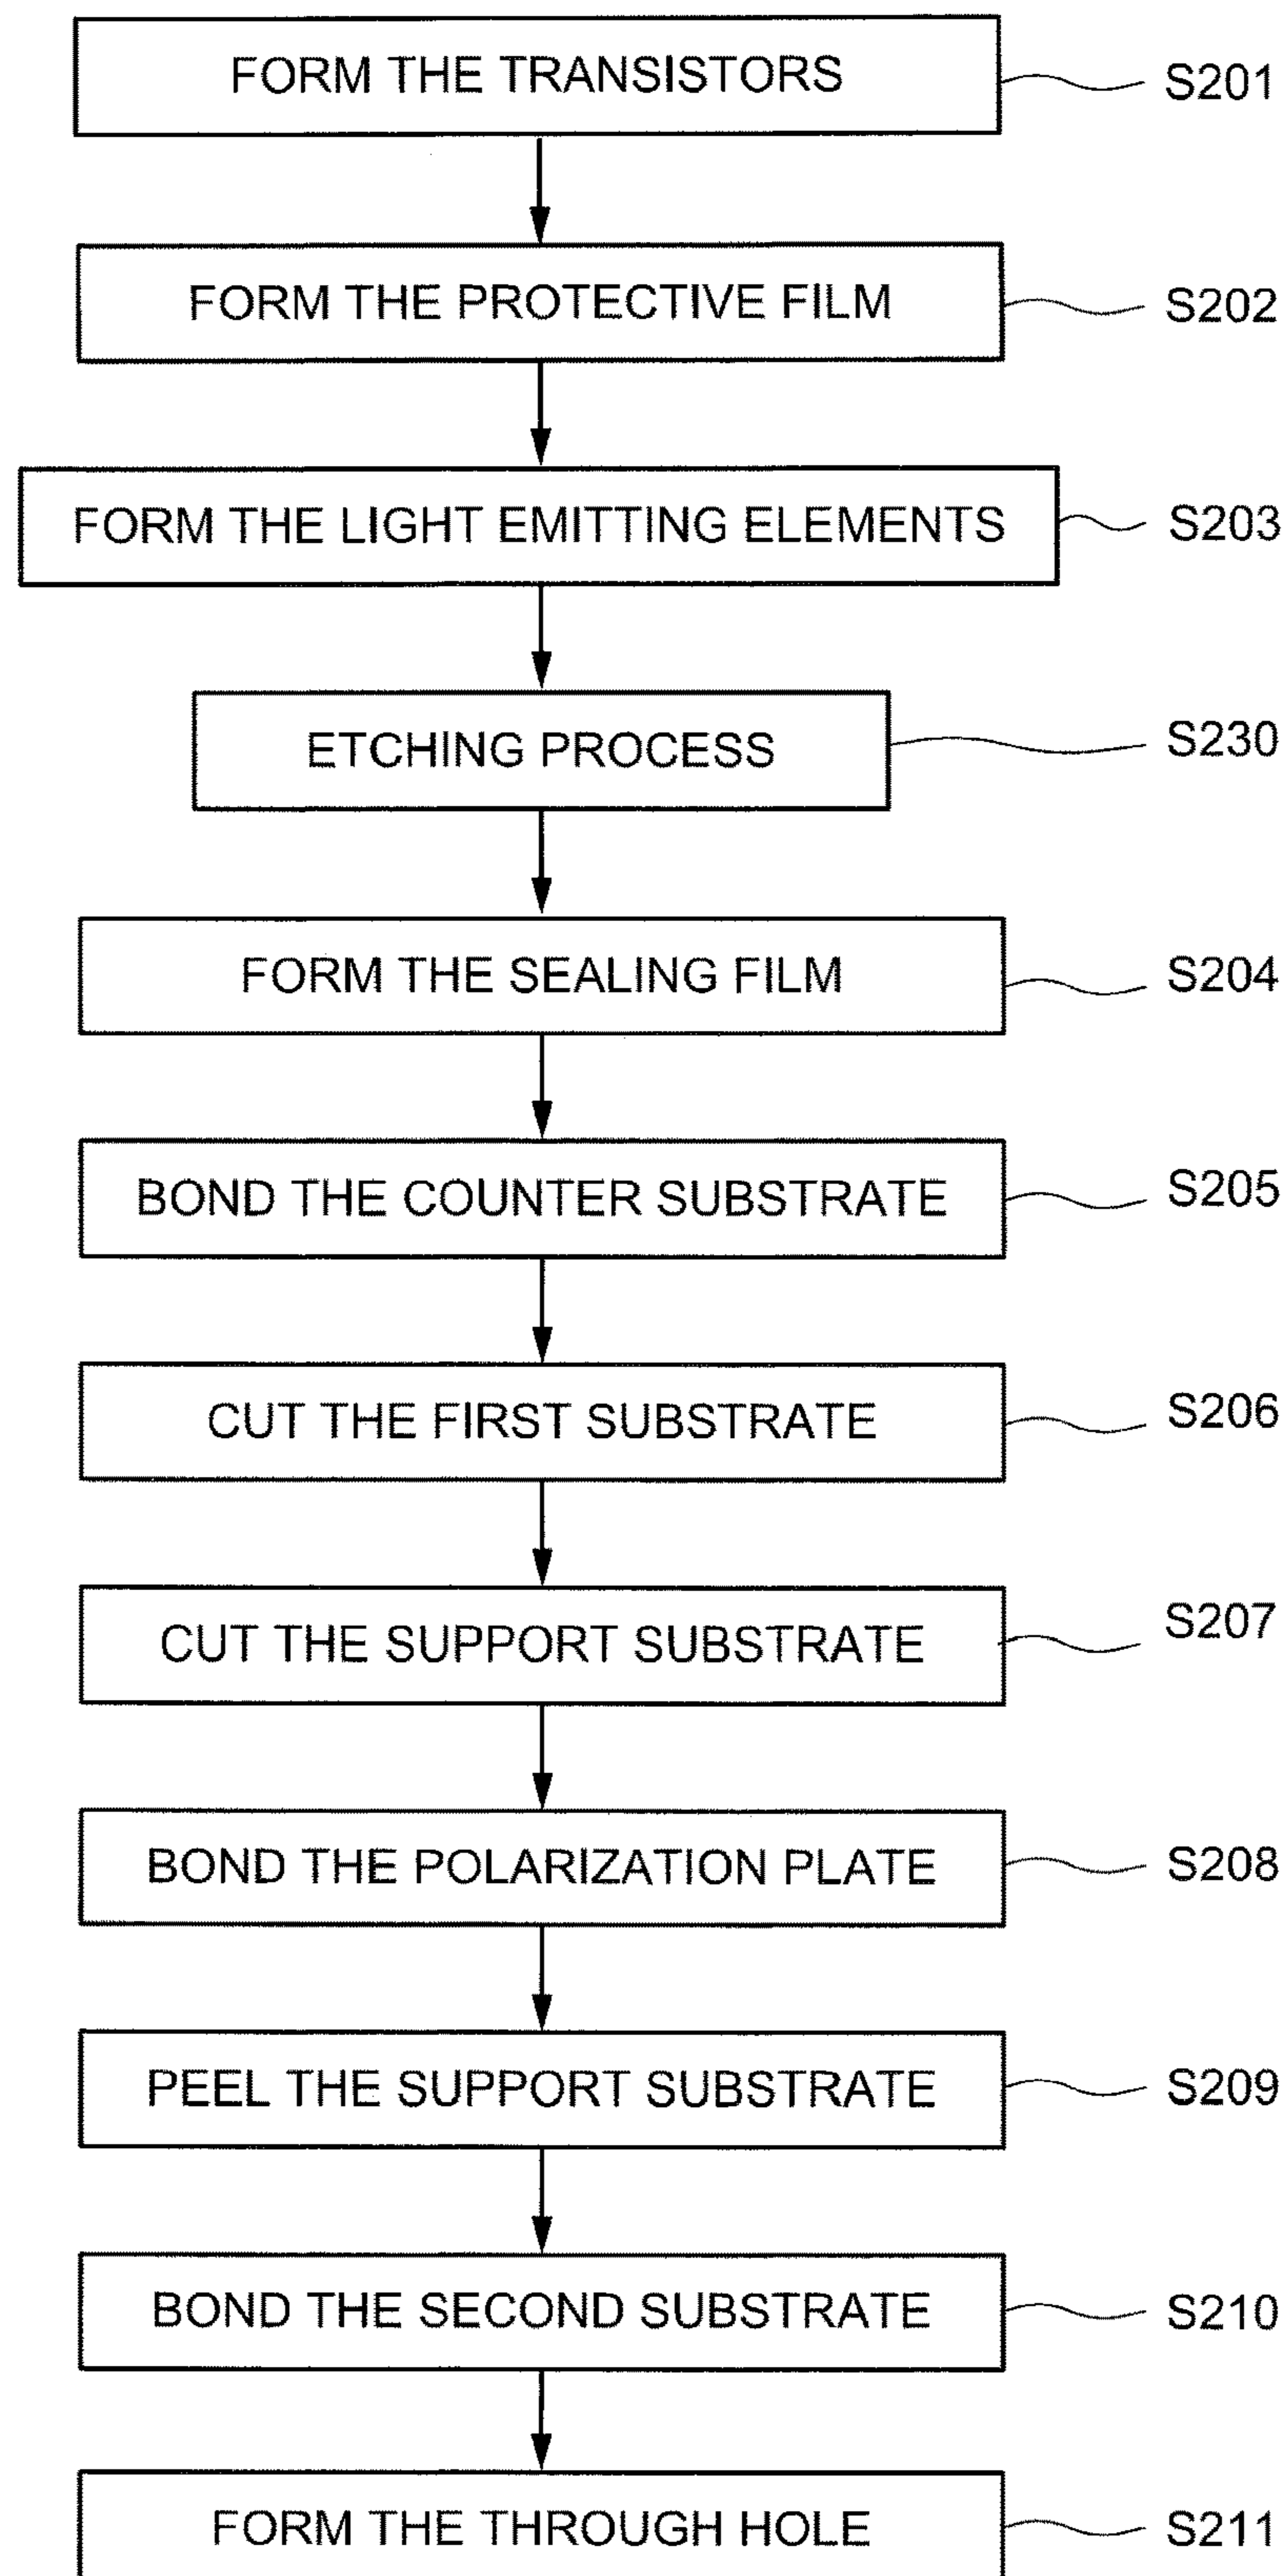 FORM THE TRANSISTORS S201
FORM THE PROTECTIVE FILM S202
FORM THE LIGHT EMITTING ELEMENTS S203
ETCHING PROCESS S230
FORM THE SEALING FILM S204
BOND THE COUNTER SUBSTRATE S205
CUT THE FIRST SUBSTRATE S206
CUT THE SUPPORT SUBSTRATE S207
BOND THE POLARIZATION PLATE S208
PEEL THE SUPPORT SUBSTRATE S209
BOND THE SECOND SUBSTRATE S210
FORM THE THROUGH HOLE S211